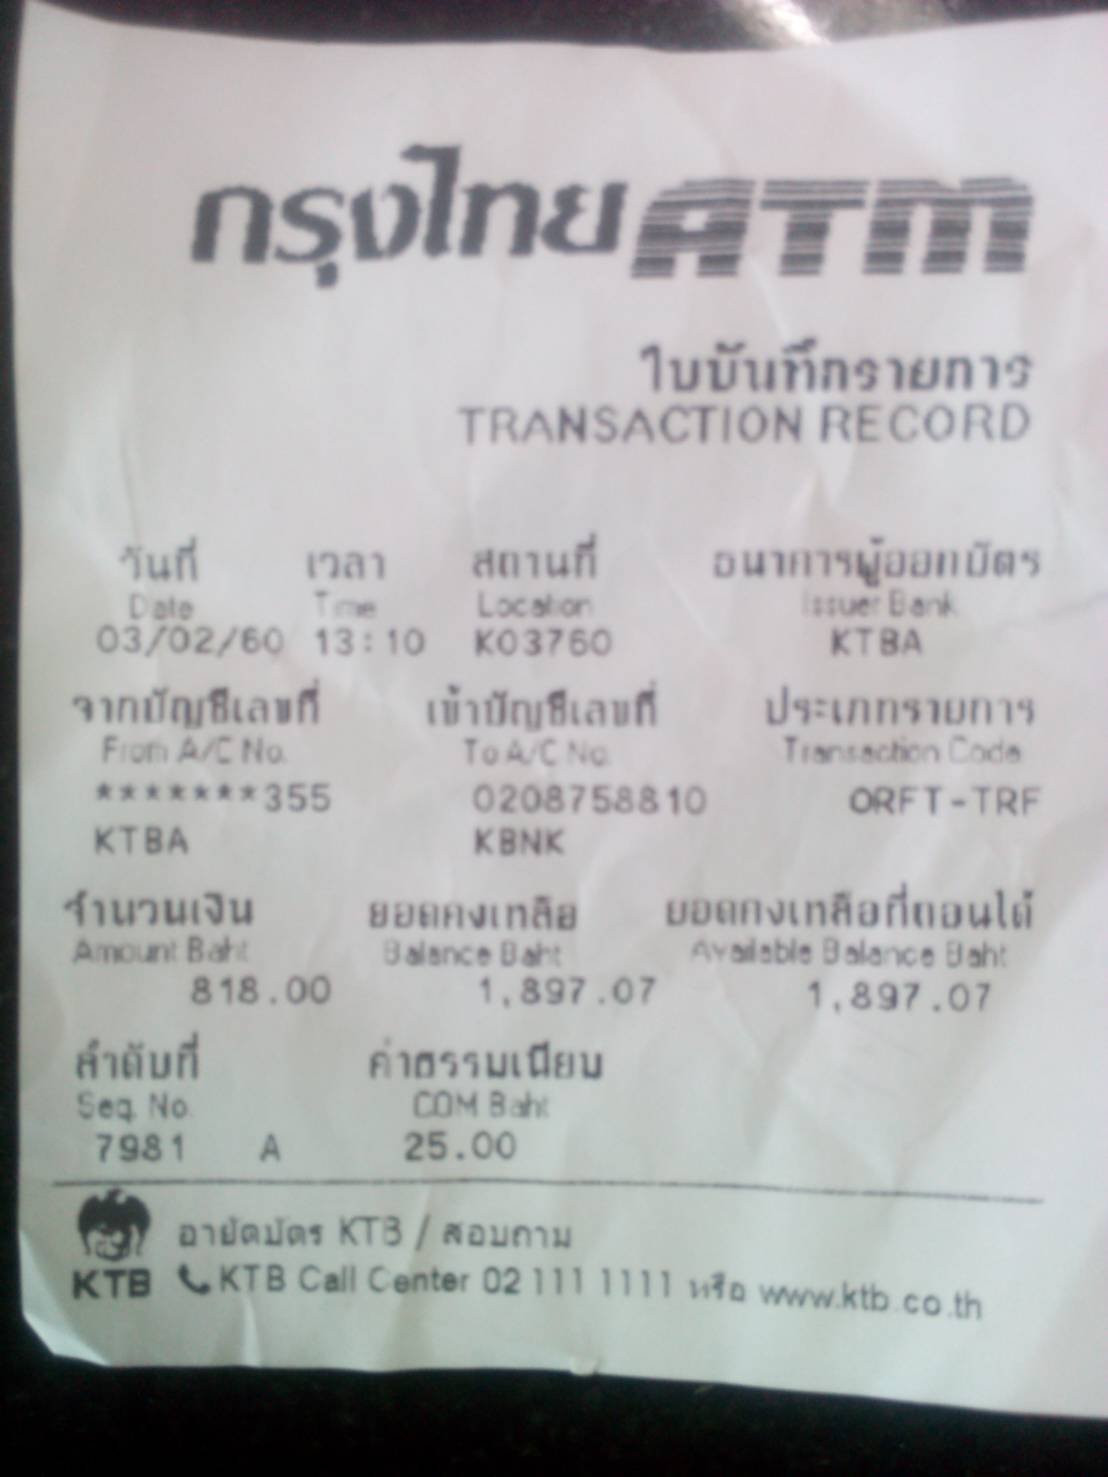 กรุงไทย ATM
ใบบันทึกรายการ
TRANSACTION RECORD
วันที่ เวลา สถานที่ ธนาคารผู้ออกบัตร
Date Time Location Issuer Bank
03/02/60 13:10 K03760 KTBA
จากบัญชีเลขที่ เข้าบัญชีเลขที่ ประเภทรายการ
From A/C No. To A/C No. Transaction Code
*******355 0208758810 ORFT-TRF
KTBA KBNK
จำนวนเงิน ยอดคงเหลือ ยอดคงเหลือที่ถอนได้
Amount Baht Balance Baht Available Balance Baht
818.00 1,897.07 1,897.07
ลำดับที่ ค่าธรรมเนียม
Seq. No. COM Baht
7981 A 25.00
อายัดบัตร KTB / สอบถาม
KTB KTB Call Center 02 111 1111 หรือ www.ktb.co.th